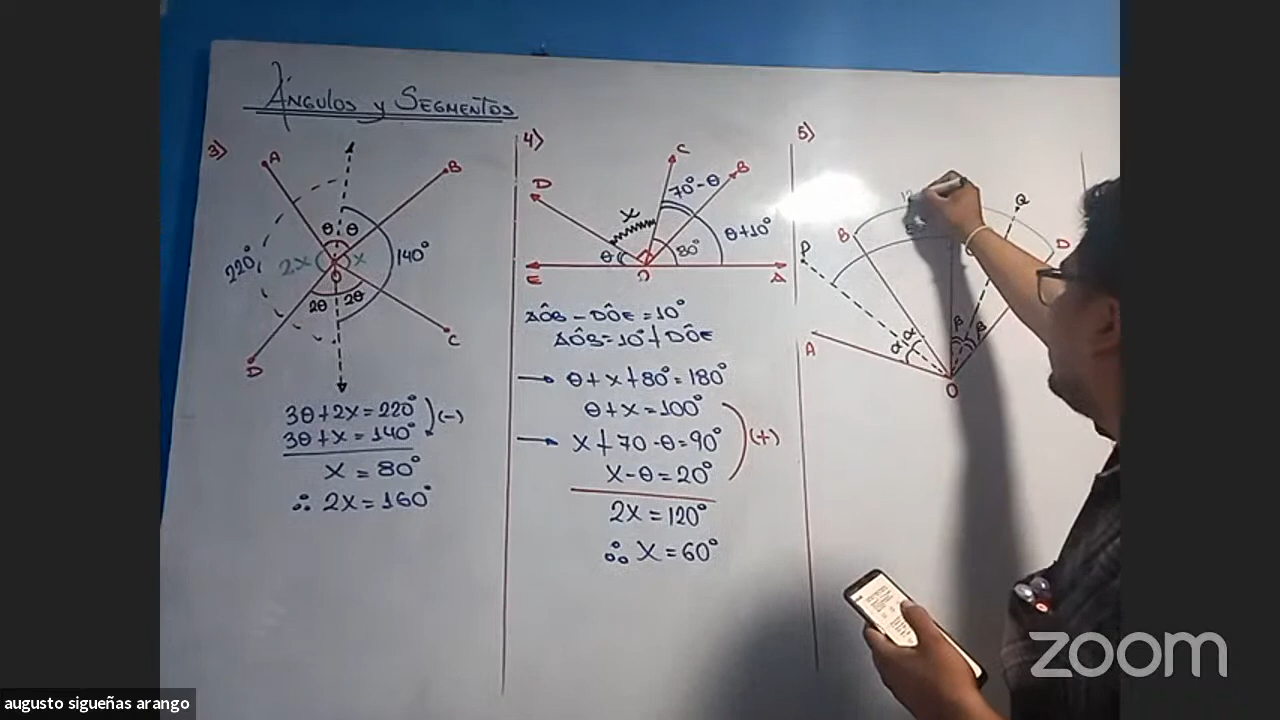 Ángulos y Segmentos
3)
A
B
θ
θ
220°
2x
x
140°
O
2θ
2θ
C
D
3θ+2x=220°
3θ+x=140°
(-)
x=80°
∴ 2x=160°
4)
C
D
70°-θ
B
x
θ+10°
θ
80°
E
O
A
AÔB - DÔE = 10°
AÔB = 10° + DÔE
→ θ+x+80°=180°
θ+x=100°
→ x+70-θ=90°
x-θ=20°
(+)
2x=120°
∴ x=60°
5)
Q
B
D
P
β
β
A
α
α
O
zoom
augusto sigueñas arango